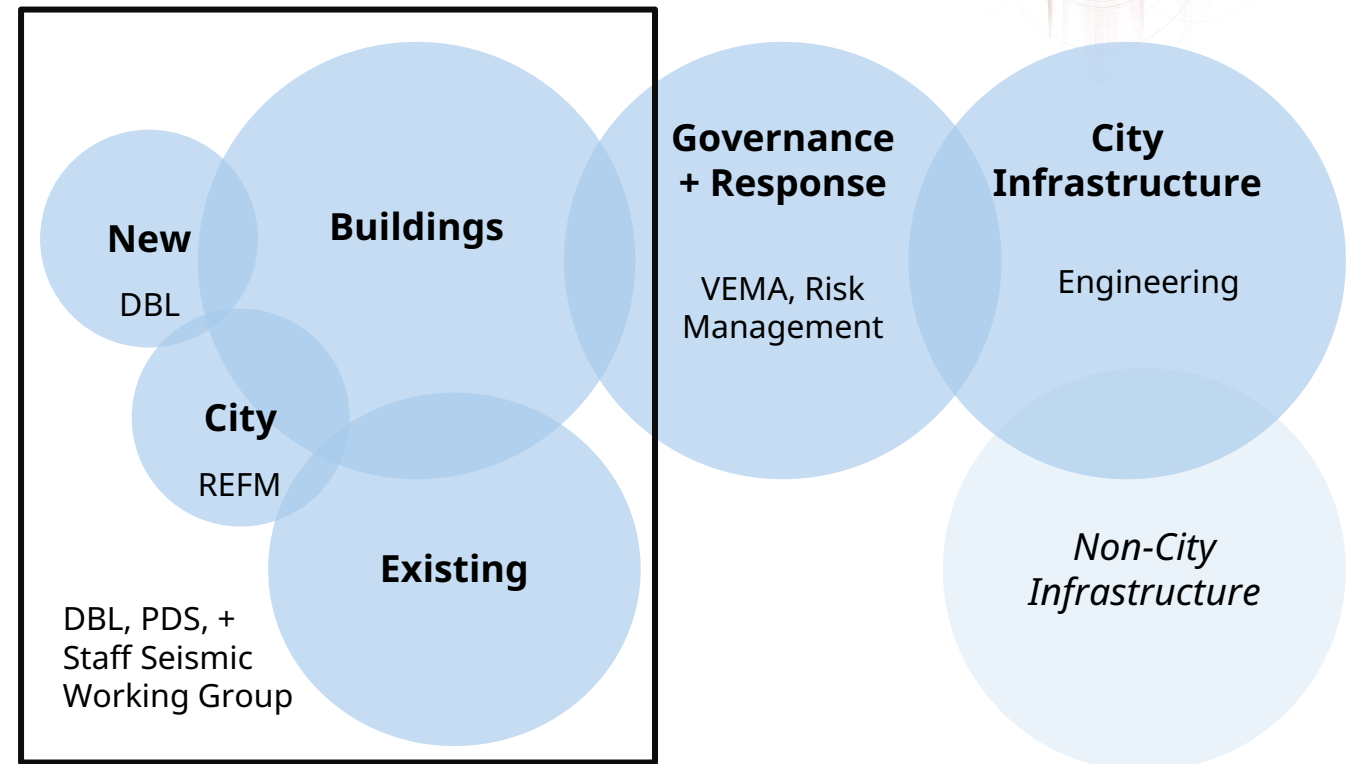 New
DBL
Buildings
City
REFM
Existing
DBL, PDS, +
Staff Seismic
Working Group
Governance
+ Response
VEMA, Risk
Management
City
Infrastructure
Engineering
Non-City
Infrastructure